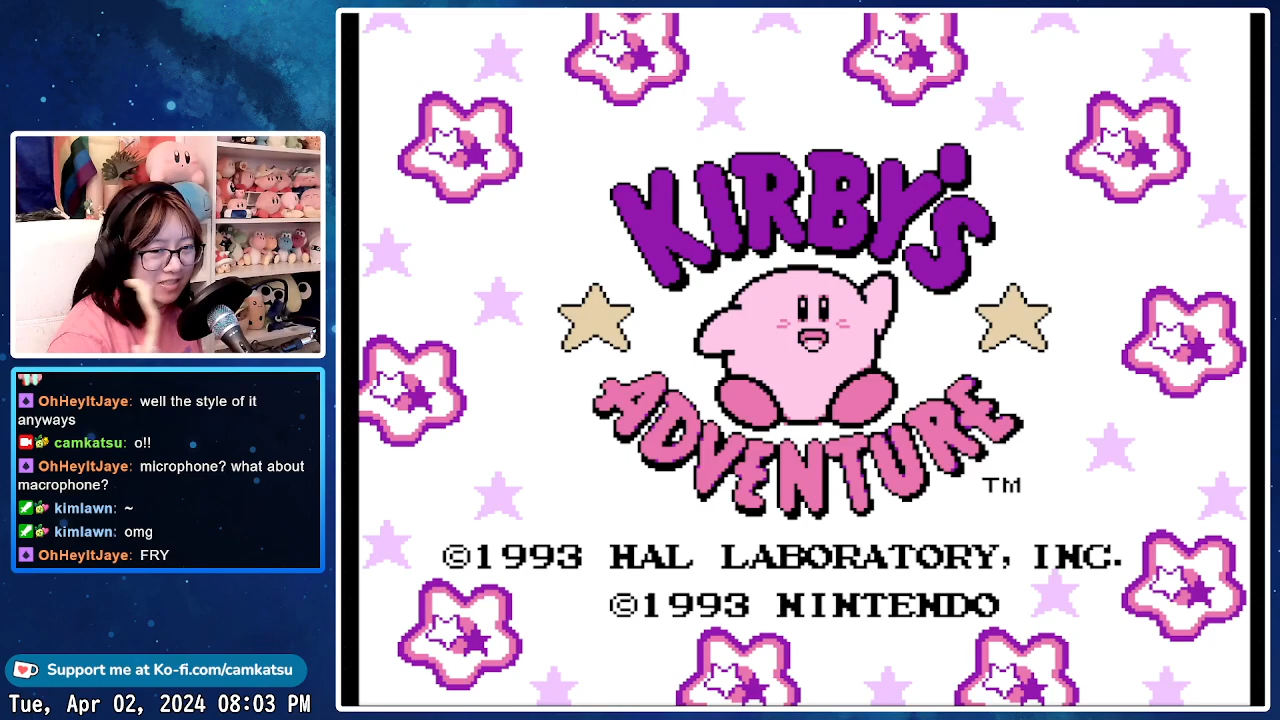 OhHeyItJaye: well the style of it
anyways
camkatsu: o!!
OhHeyItJaye: microphone? what about
macrophone?
kimlawn: ~
kimlawn: omg
OhHeyItJaye: FRY
Support me at Ko-fi.com/camkatsu
Tue, Apr 02, 2024 08:03 PM
KIRBY'S
ADVENTURE
TM
©1993 HAL LABORATORY, INC.
©1993 NINTENDO